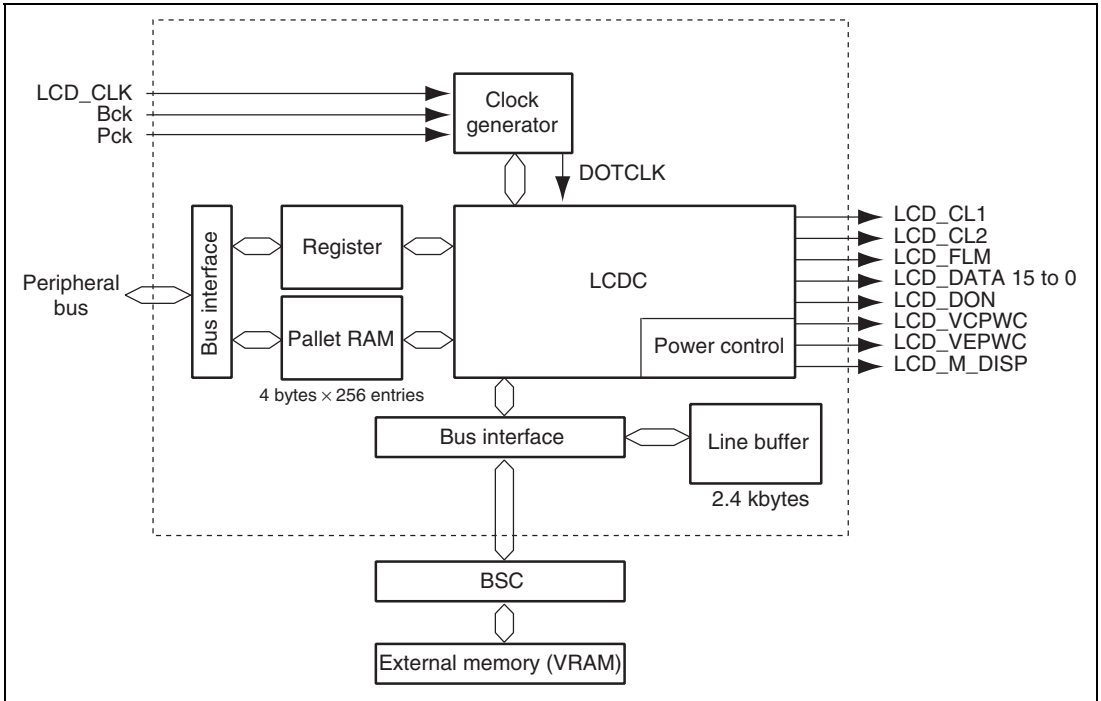 LCD_CLK
Bck
Pck
Clock
generator
DOTCLK
Peripheral
bus
Bus interface
Register
Pallet RAM
4 bytes × 256 entries
LCDC
Power control
LCD_CL1
LCD_CL2
LCD_FLM
LCD_DATA 15 to 0
LCD_DON
LCD_VCPWC
LCD_VEPWC
LCD_M_DISP
Bus interface
Line buffer
2.4 kbytes
BSC
External memory (VRAM)